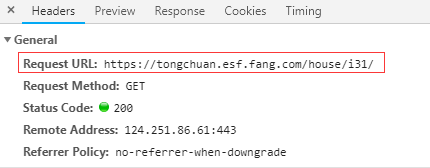 Headers Preview Response Cookies Timing
General
Request URL: https://tongchuan.esf.fang.com/house/i31/
Request Method: GET
Status Code: 200
Remote Address: 124.251.86.61:443
Referrer Policy: no-referrer-when-downgrade